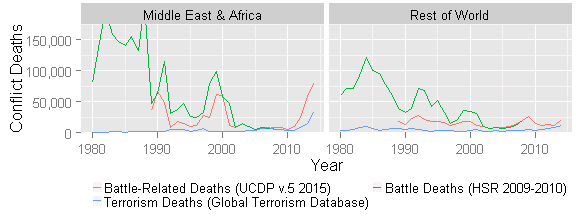 Middle East & Africa
Rest of World
Conflict Deaths
150,000
100,000
50,000
0
1980 1990 2000 2010 1980 1990 2000 2010
Year
Battle-Related Deaths (UCDP v.5 2015) Battle Deaths (HSR 2009-2010)
Terrorism Deaths (Global Terrorism Database)